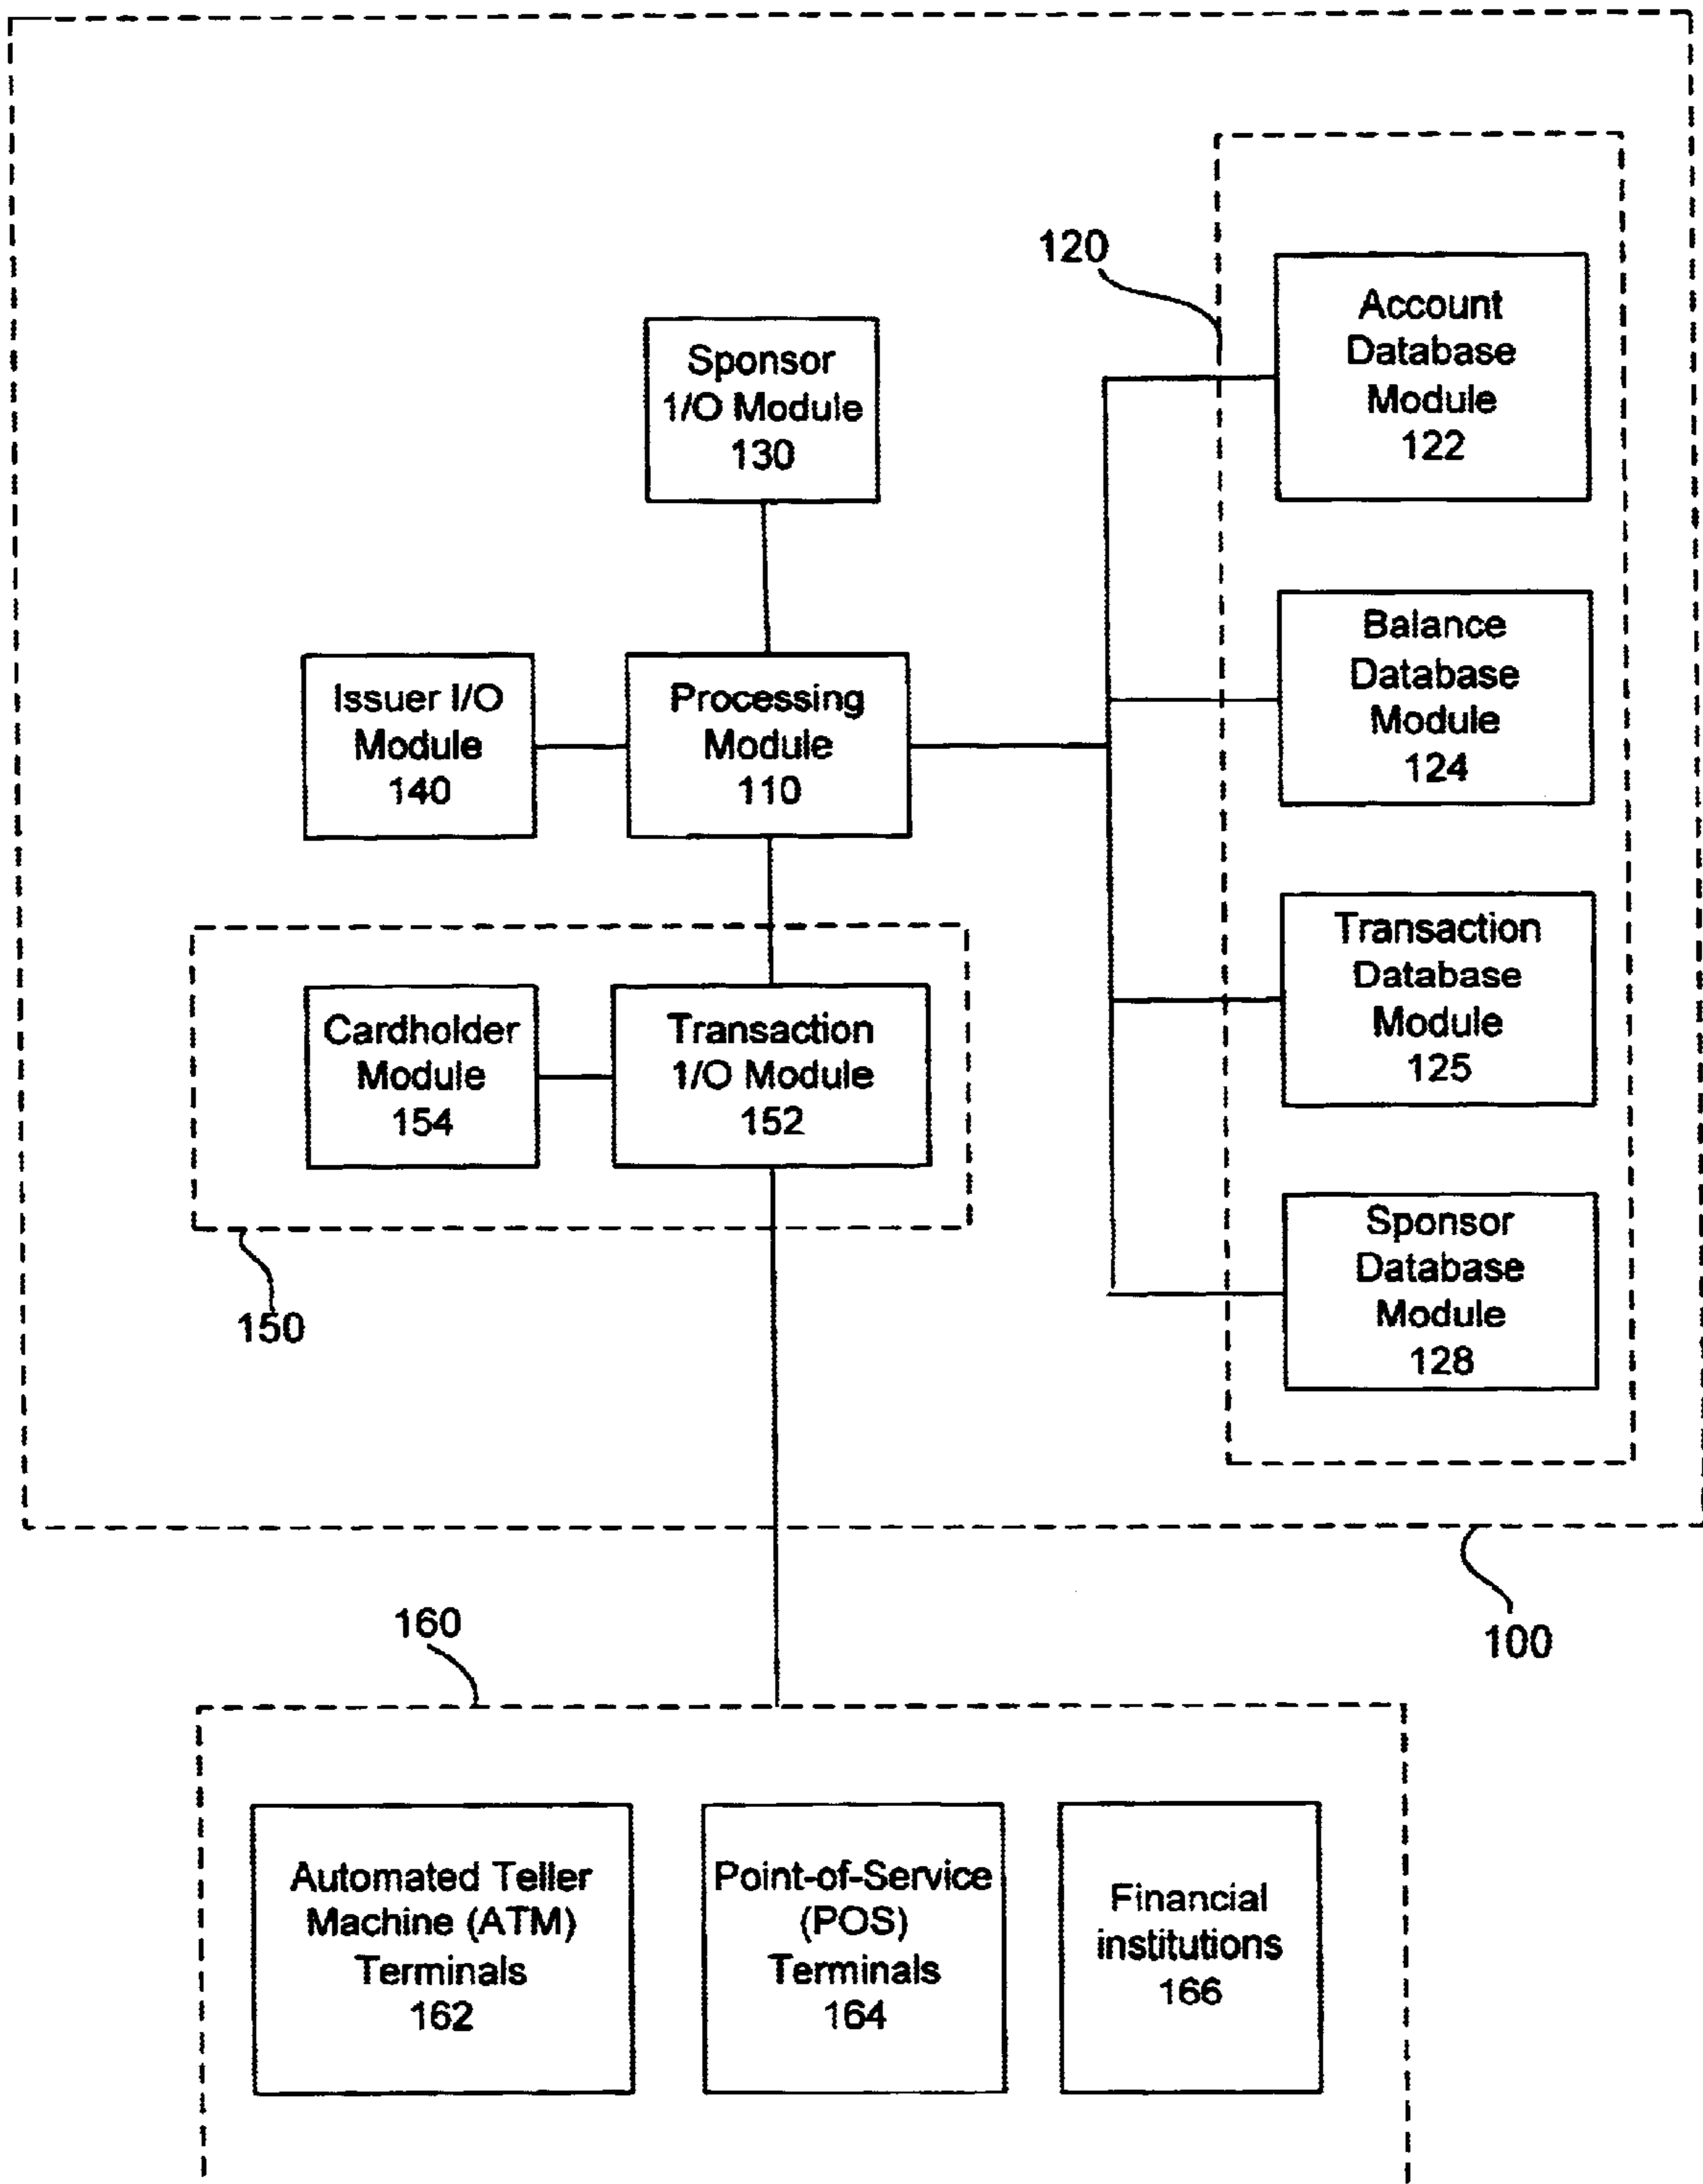 120
Account
Database
Module
122
Sponsor
1/O Module
130
Balance
Database
Module
124
Issuer I/O
Module
140
Processing
Module
110
Transaction
Database
Module
125
Cardholder
Module
154
Transaction
1/O Module
152
Sponsor
Database
Module
128
150
160
100
Automated Teller
Machine (ATM)
Terminals
162
Point-of-Service
(POS)
Terminals
164
Financial
institutions
166